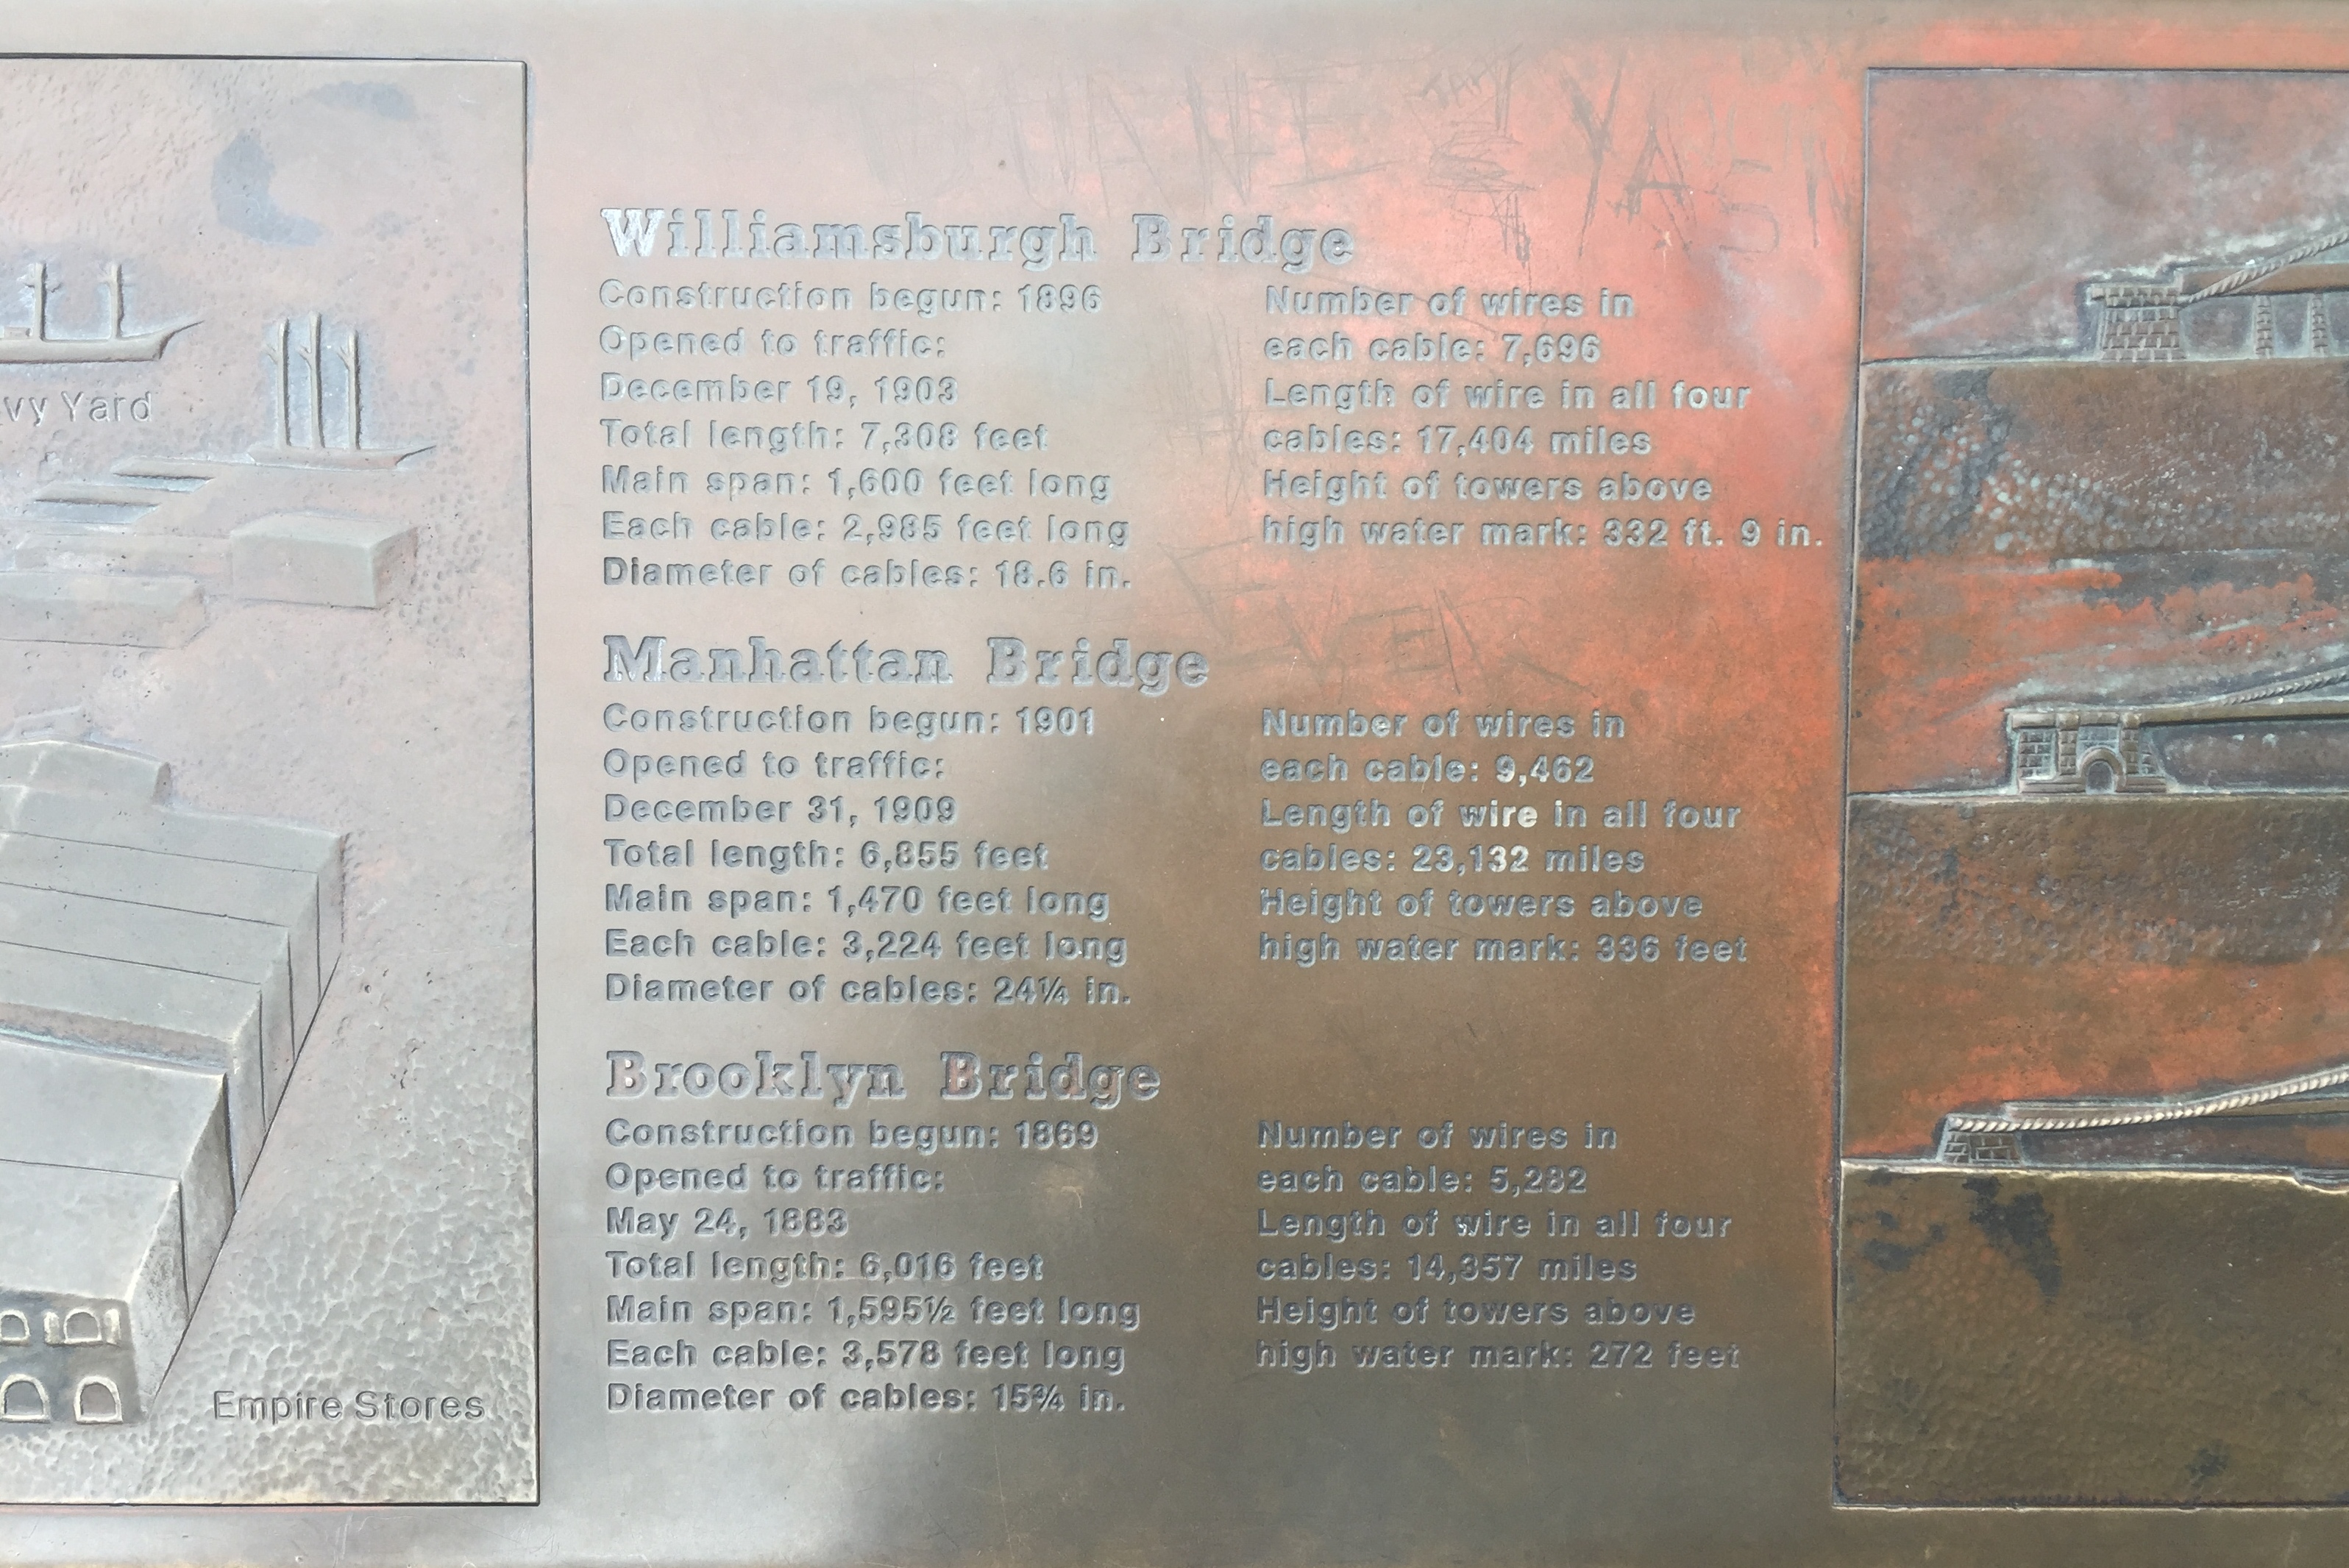 vy Yard
Empire Stores
Williamsburgh Bridge
Construction begun: 1896
Opened to traffic:
December 19, 1903
Total length: 7,308 feet
Main span: 1,600 feet long
Each cable: 2,985 feet long
Diameter of cables: 18.6 in.
Number of wires in
each cable: 7,696
Length of wire in all four
cables: 17,404 miles
Height of towers above
high water mark: 332 ft. 9 in.
Manhattan Bridge
Construction begun: 1901
Opened to traffic:
December 31, 1909
Total length: 6,855 feet
Main span: 1,470 feet long
Each cable: 3,224 feet long
Diameter of cables: 24¼ in.
Number of wires in
each cable: 9,462
Length of wire in all four
cables: 23,132 miles
Height of towers above
high water mark: 336 feet
Brooklyn Bridge
Construction begun: 1869
Opened to traffic:
May 24, 1883
Total length: 6,016 feet
Main span: 1,595½ feet long
Each cable: 3,578 feet long
Diameter of cables: 15¾ in.
Number of wires in
each cable: 5,282
Length of wire in all four
cables: 14,357 miles
Height of towers above
high water mark: 272 feet